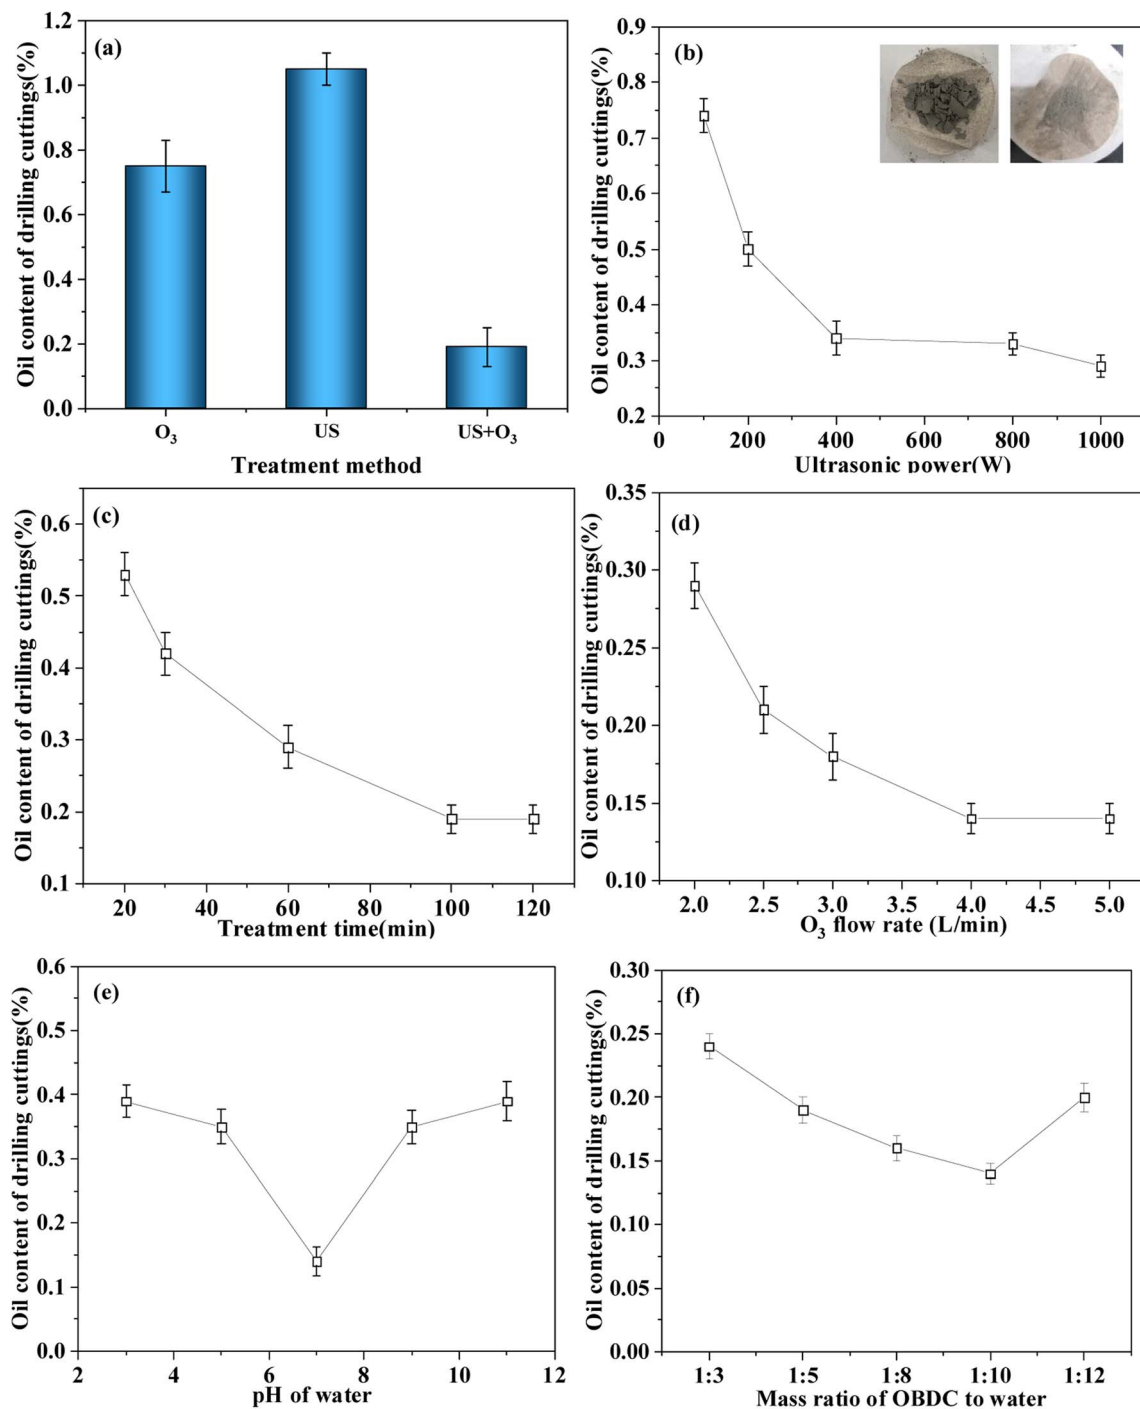 (a)
Oil content of drilling cuttings(%)
1.2
1.0
0.8
0.6
0.4
0.2
0.0
O₃ US US+O₃
Treatment method
(b)
Oil content of drilling cuttings(%)
0.9
0.8
0.7
0.6
0.5
0.4
0.3
0.2
0 200 400 600 800 1000
Ultrasonic power(W)
(c)
Oil content of drilling cuttings(%)
0.6
0.5
0.4
0.3
0.2
0.1
20 40 60 80 100 120
Treatment time(min)
(d)
Oil content of drilling cuttings(%)
0.35
0.30
0.25
0.20
0.15
0.10
2.0 2.5 3.0 3.5 4.0 4.5 5.0
O₃ flow rate (L/min)
(e)
Oil content of drilling cuttings(%)
0.6
0.5
0.4
0.3
0.2
0.1
0.0
2 4 6 8 10 12
pH of water
(f)
Oil content of drilling cuttings(%)
0.30
0.25
0.20
0.15
0.10
0.05
0.00
1:3 1:5 1:8 1:10 1:12
Mass ratio of OBDC to water